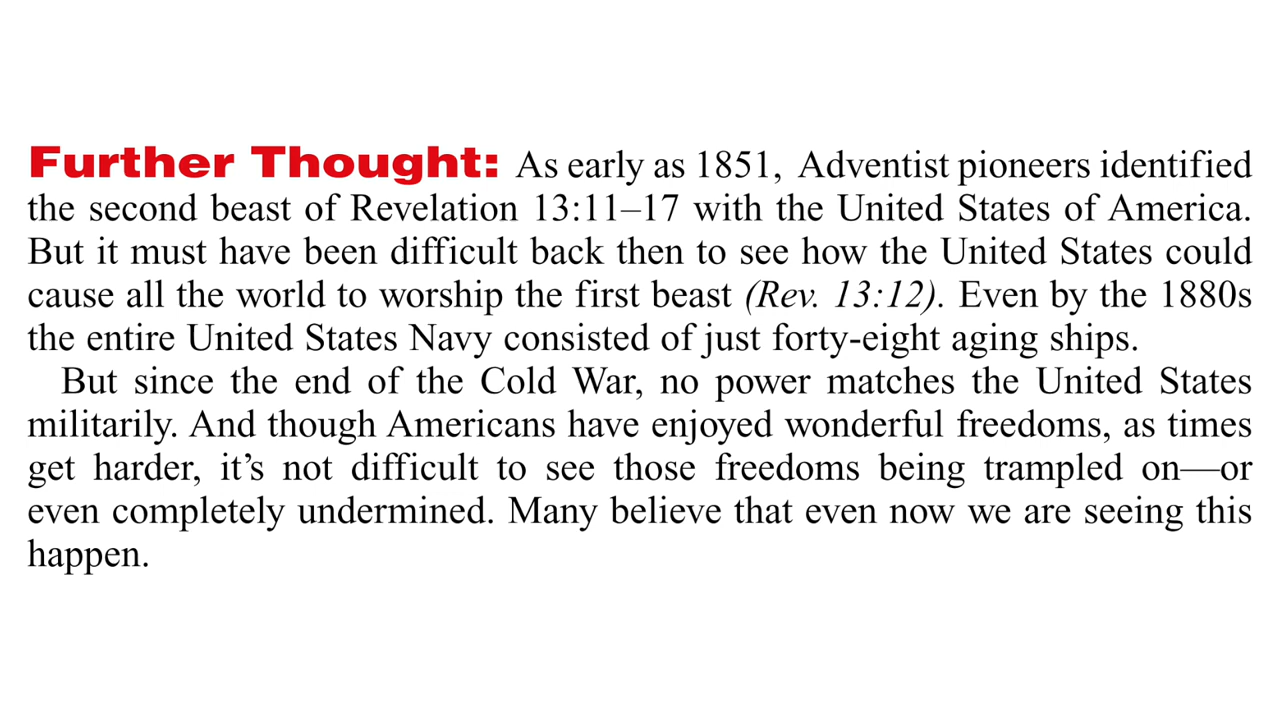 Further Thought: As early as 1851, Adventist pioneers identified
the second beast of Revelation 13:11–17 with the United States of America.
But it must have been difficult back then to see how the United States could
cause all the world to worship the first beast (Rev. 13:12). Even by the 1880s
the entire United States Navy consisted of just forty-eight aging ships.
But since the end of the Cold War, no power matches the United States
militarily. And though Americans have enjoyed wonderful freedoms, as times
get harder, it’s not difficult to see those freedoms being trampled on—or
even completely undermined. Many believe that even now we are seeing this
happen.